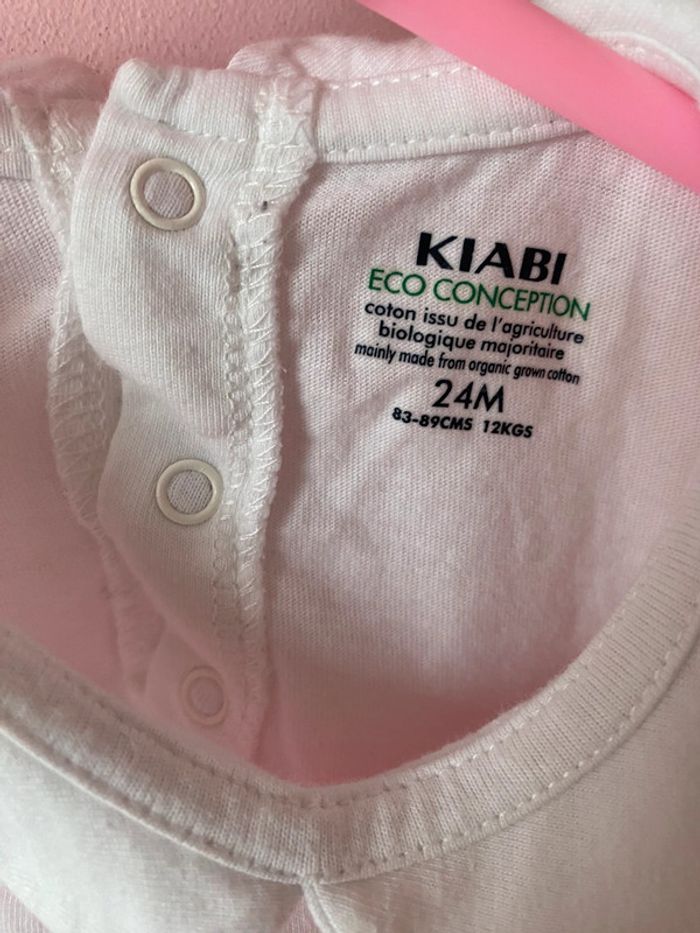 KIABI
ECO CONCEPTION
coton issu de l'agriculture
biologique majoritaire
mainly made from organic grown cotton
24M
83-89CMS 12KGS